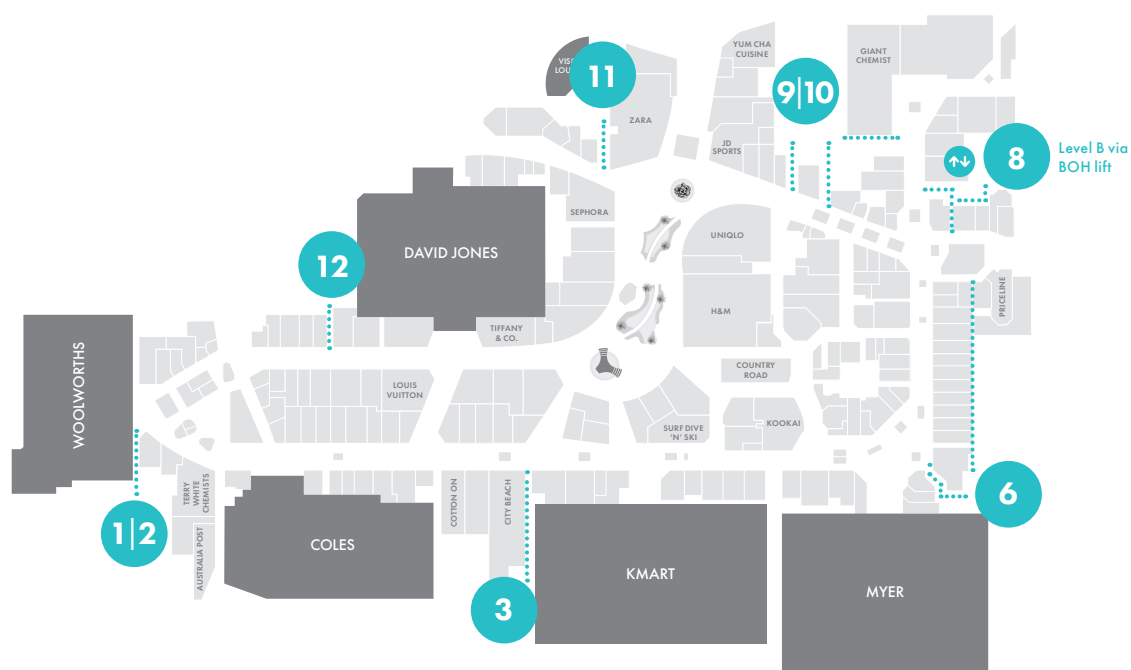 YUM CHA
CUISINE
GIANT
CHEMIST
11
9|10
ZARA
JD
SPORTS
8
Level B via
BOH lift
SEPHORA
UNIQLO
DAVID JONES
12
PRICELINE
H&M
TIFFANY
& CO.
COUNTRY
ROAD
LOUIS
VUITTON
WOOLWORTHS
KOOKAI
SURF DIVE
'N' SKI
TERRY
WHITE
CHEMISTS
COTTON ON
CITY BEACH
6
1|2
AUSTRALIA POST
COLES
KMART
MYER
3